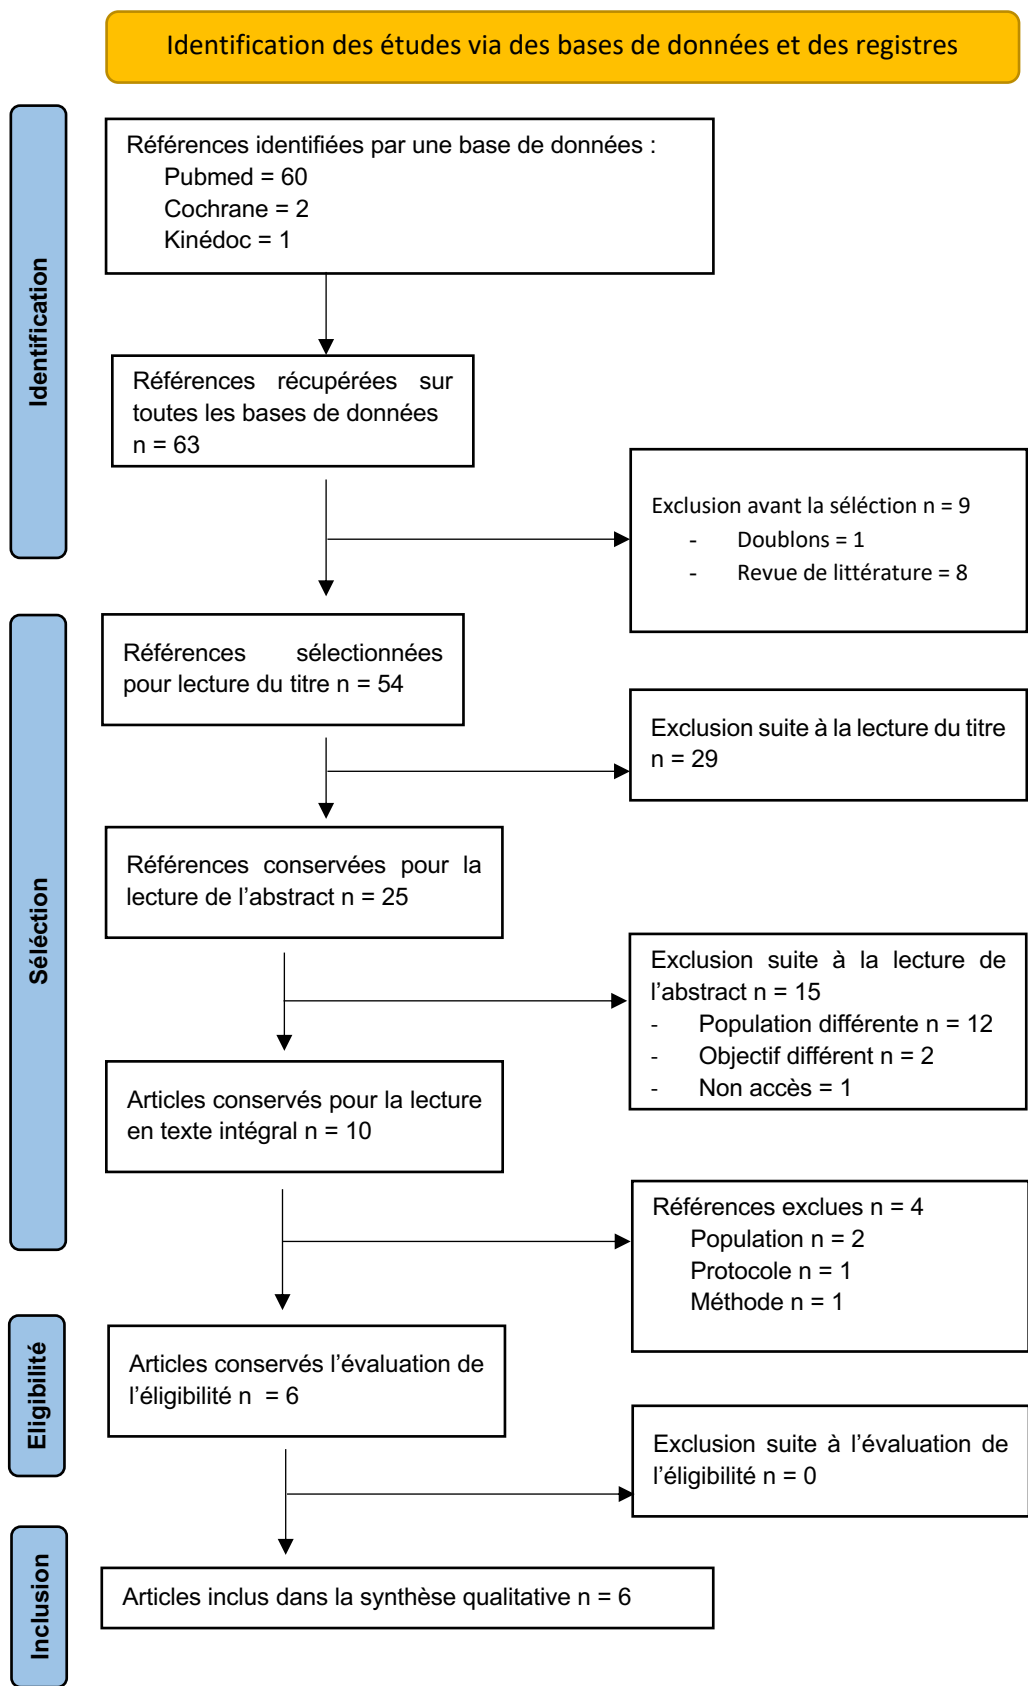 Identification des études via des bases de données et des registres
Identification
Références identifiées par une base de données :
Pubmed = 60
Cochrane = 2
Kinédoc = 1
Références récupérées sur
toutes les bases de données
n = 63
Exclusion avant la séléction n = 9
- Doublons = 1
- Revue de littérature = 8
Séléction
Références sélectionnées
pour lecture du titre n = 54
Exclusion suite à la lecture du titre
n = 29
Références conservées pour la
lecture de l’abstract n = 25
Exclusion suite à la lecture de
l’abstract n = 15
- Population différente n = 12
- Objectif différent n = 2
- Non accès = 1
Articles conservés pour la lecture
en texte intégral n = 10
Références exclues n = 4
Population n = 2
Protocole n = 1
Méthode n = 1
Eligibilité
Articles conservés l’évaluation de
l’éligibilité n = 6
Exclusion suite à l’évaluation de
l’éligibilité n = 0
Inclusion
Articles inclus dans la synthèse qualitative n = 6